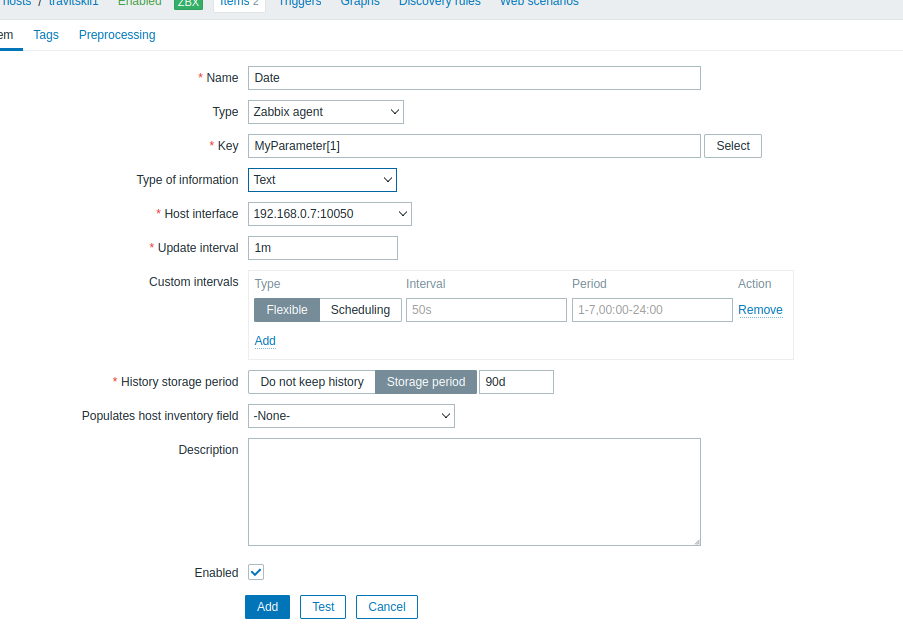 hosts / travitskii1 Enabled ZBX Items 2 Triggers Graphs Discovery rules Web scenarios
em Tags Preprocessing
* Name Date
Type Zabbix agent
* Key MyParameter[1] Select
Type of information Text
* Host interface 192.168.0.7:10050
* Update interval 1m
Custom intervals Type Interval Period Action
Flexible Scheduling 50s 1-7,00:00-24:00 Remove
Add
* History storage period Do not keep history Storage period 90d
Populates host inventory field -None-
Description
Enabled
Add Test Cancel